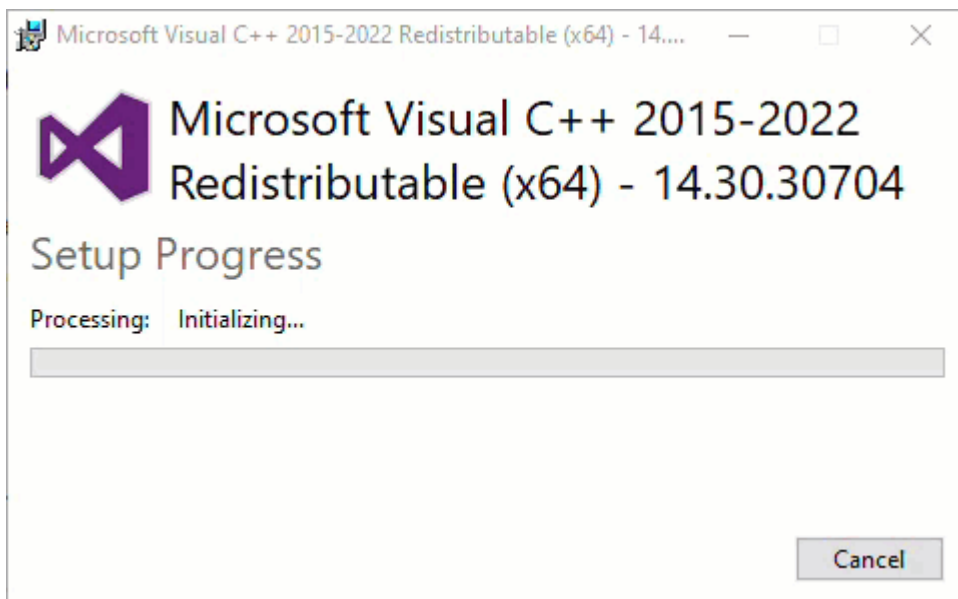 Microsoft Visual C++ 2015-2022 Redistributable (x64) - 14....
Microsoft Visual C++ 2015-2022
Redistributable (x64) - 14.30.30704
Setup Progress
Processing: Initializing...
Cancel